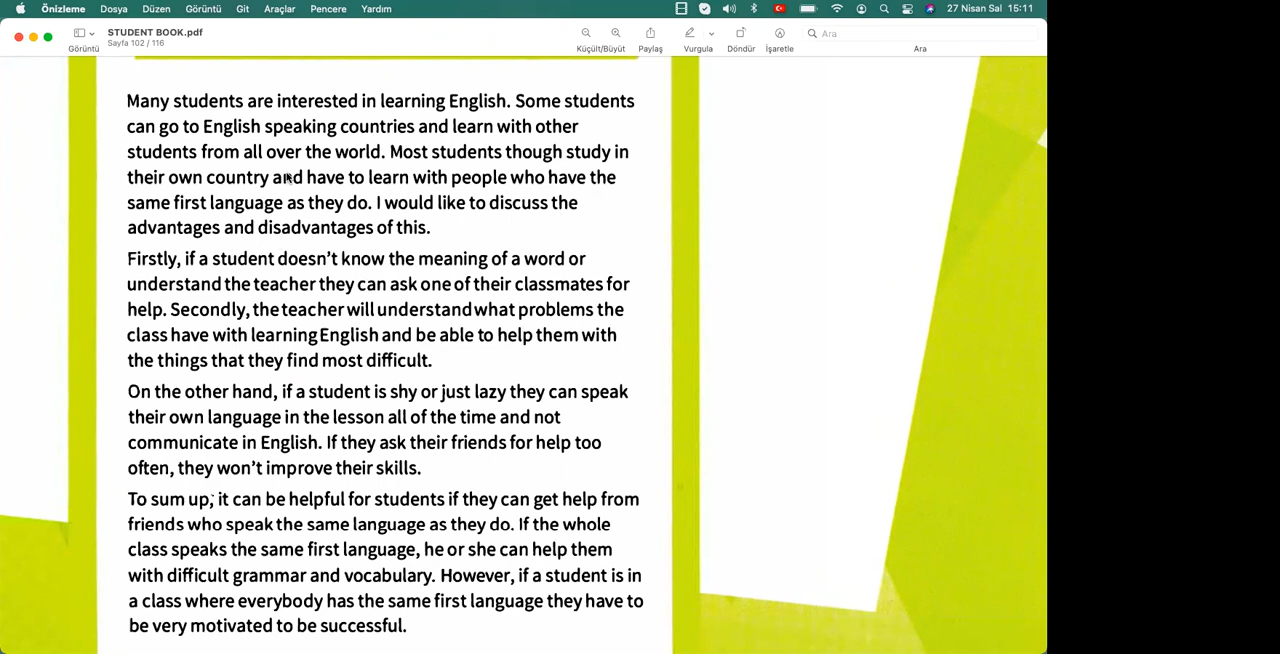 Önizleme Dosya Düzen Görüntü Git Araçlar Pencere Yardım 27 Nisan Sal 15:11
STUDENT BOOK.pdf
Sayfa 102 / 116
Ara
Görüntü Küçült/Büyüt Paylaş Vurgula Döndür İşaretle Ara
Many students are interested in learning English. Some students
can go to English speaking countries and learn with other
students from all over the world. Most students though study in
their own country and have to learn with people who have the
same first language as they do. I would like to discuss the
advantages and disadvantages of this.
Firstly, if a student doesn't know the meaning of a word or
understand the teacher they can ask one of their classmates for
help. Secondly, the teacher will understand what problems the
class have with learning English and be able to help them with
the things that they find most difficult.
On the other hand, if a student is shy or just lazy they can speak
their own language in the lesson all of the time and not
communicate in English. If they ask their friends for help too
often, they won't improve their skills.
To sum up, it can be helpful for students if they can get help from
friends who speak the same language as they do. If the whole
class speaks the same first language, he or she can help them
with difficult grammar and vocabulary. However, if a student is in
a class where everybody has the same first language they have to
be very motivated to be successful.